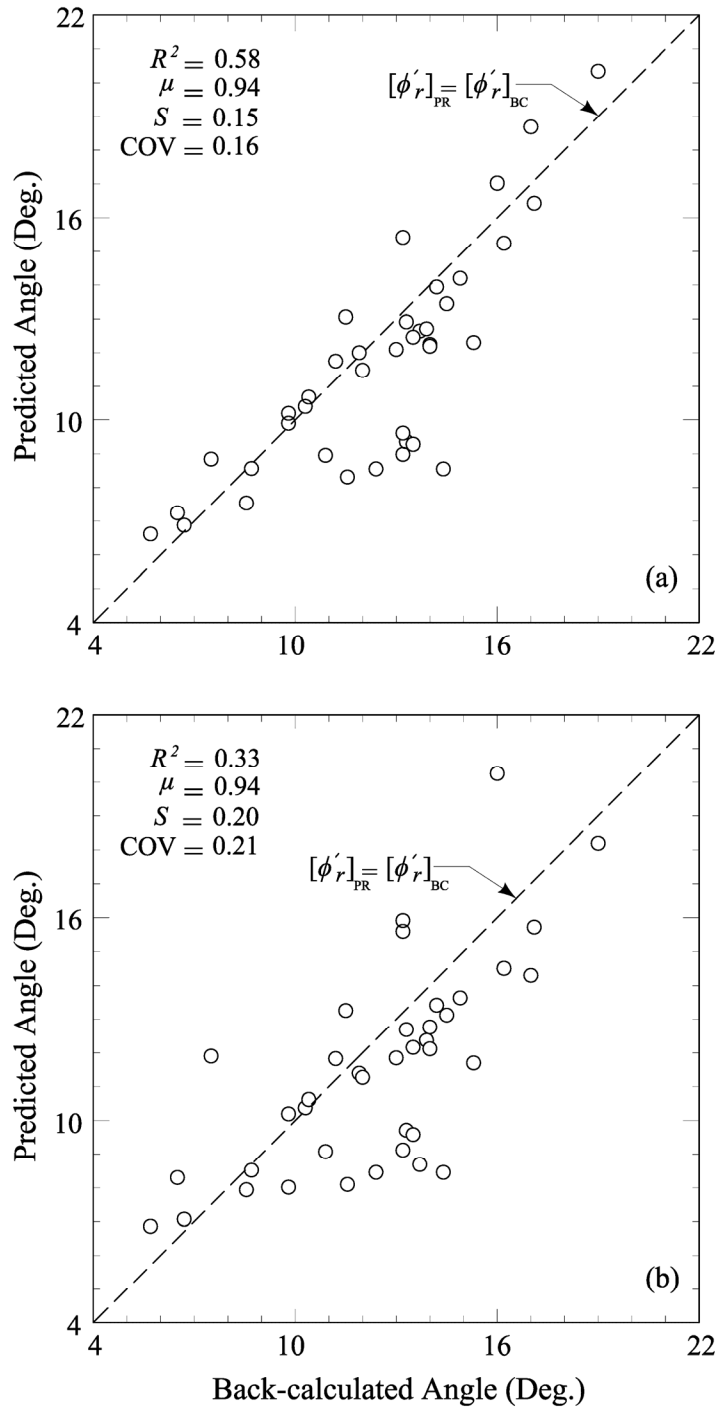 22
R² = 0.58
μ = 0.94
S = 0.15
COV = 0.16
[ϕ′r]PR = [ϕ′r]BC
16
Predicted Angle (Deg.)
10
(a)
4
4 10 16 22
22
R² = 0.33
μ = 0.94
S = 0.20
COV = 0.21
[ϕ′r]PR = [ϕ′r]BC
16
Predicted Angle (Deg.)
10
(b)
4
4 10 16 22
Back-calculated Angle (Deg.)